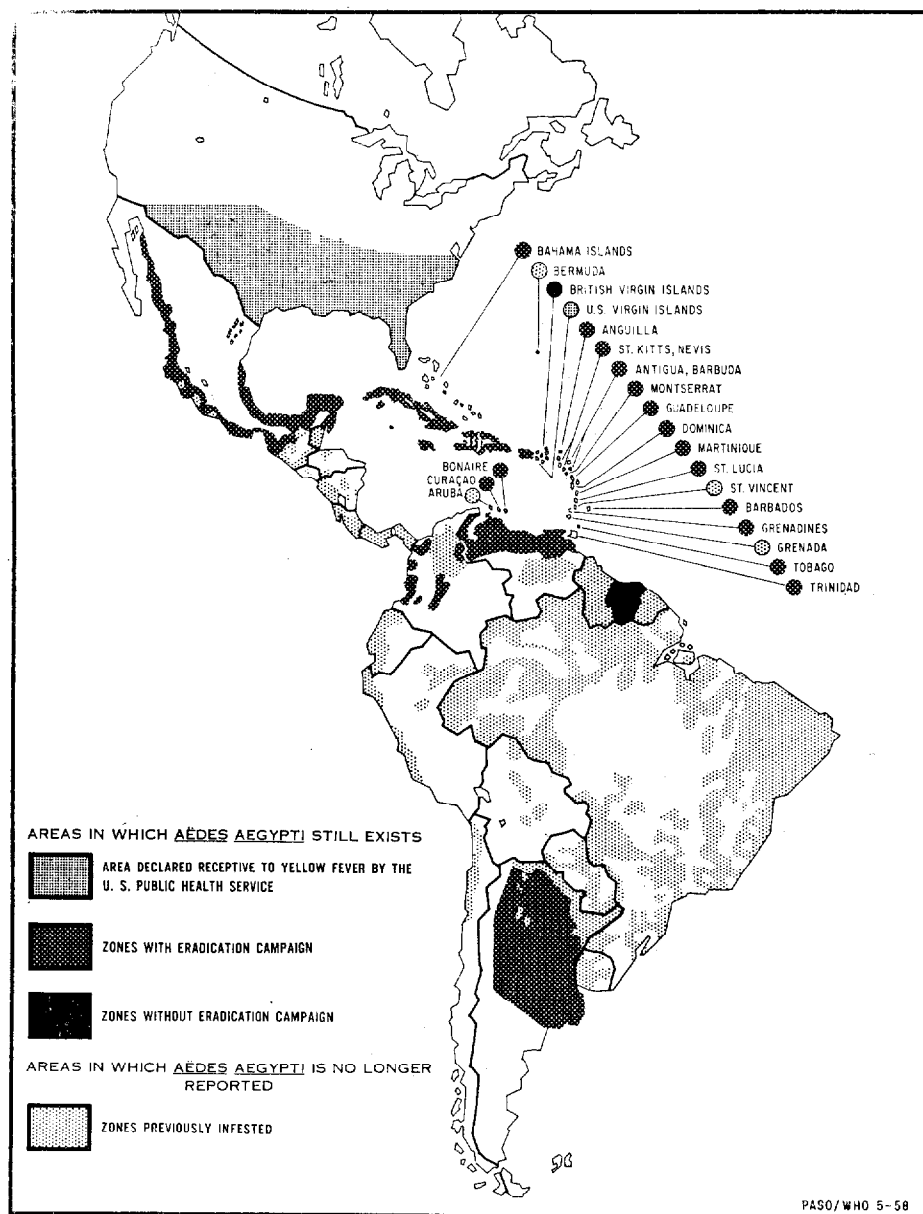 BAHAMA ISLANDS
BERMUDA
BRITISH VIRGIN ISLANDS
U.S. VIRGIN ISLANDS
ANGUILLA
ST. KITTS, NEVIS
ANTIGUA, BARBUDA
MONTSERRAT
GUADELOUPE
DOMINICA
MARTINIQUE
ST. LUCIA
ST. VINCENT
BARBADOS
GRENADINES
GRENADA
TOBAGO
TRINIDAD
BONAIRE
CURAÇAO
ARUBA
AREAS IN WHICH AËDES AEGYPTI STILL EXISTS
AREA DECLARED RECEPTIVE TO YELLOW FEVER BY THE
U. S. PUBLIC HEALTH SERVICE
ZONES WITH ERADICATION CAMPAIGN
ZONES WITHOUT ERADICATION CAMPAIGN
AREAS IN WHICH AËDES AEGYPTI IS NO LONGER
REPORTED
ZONES PREVIOUSLY INFESTED
PASO/WHO 5-58